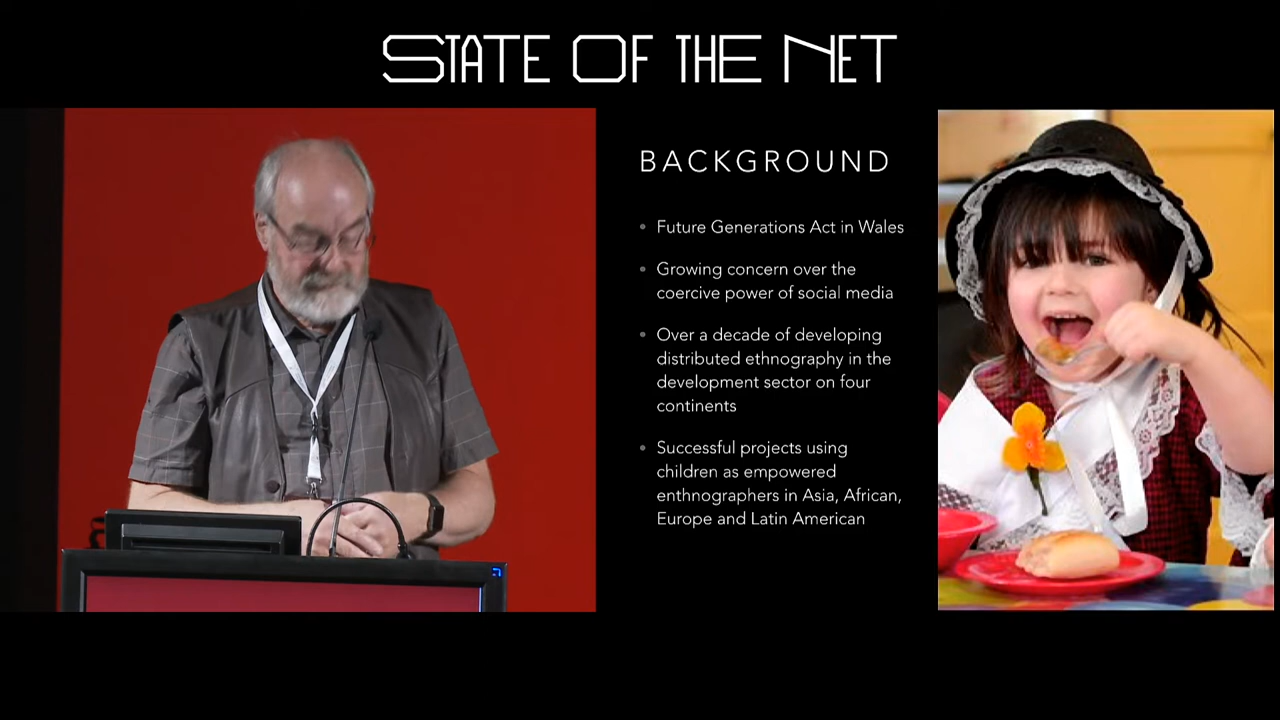 STATE OF THE NET
BACKGROUND
Future Generations Act in Wales
Growing concern over the
coercive power of social media
Over a decade of developing
distributed ethnography in the
development sector on four
continents
Successful projects using
children as empowered
enthnographers in Asia, African,
Europe and Latin American